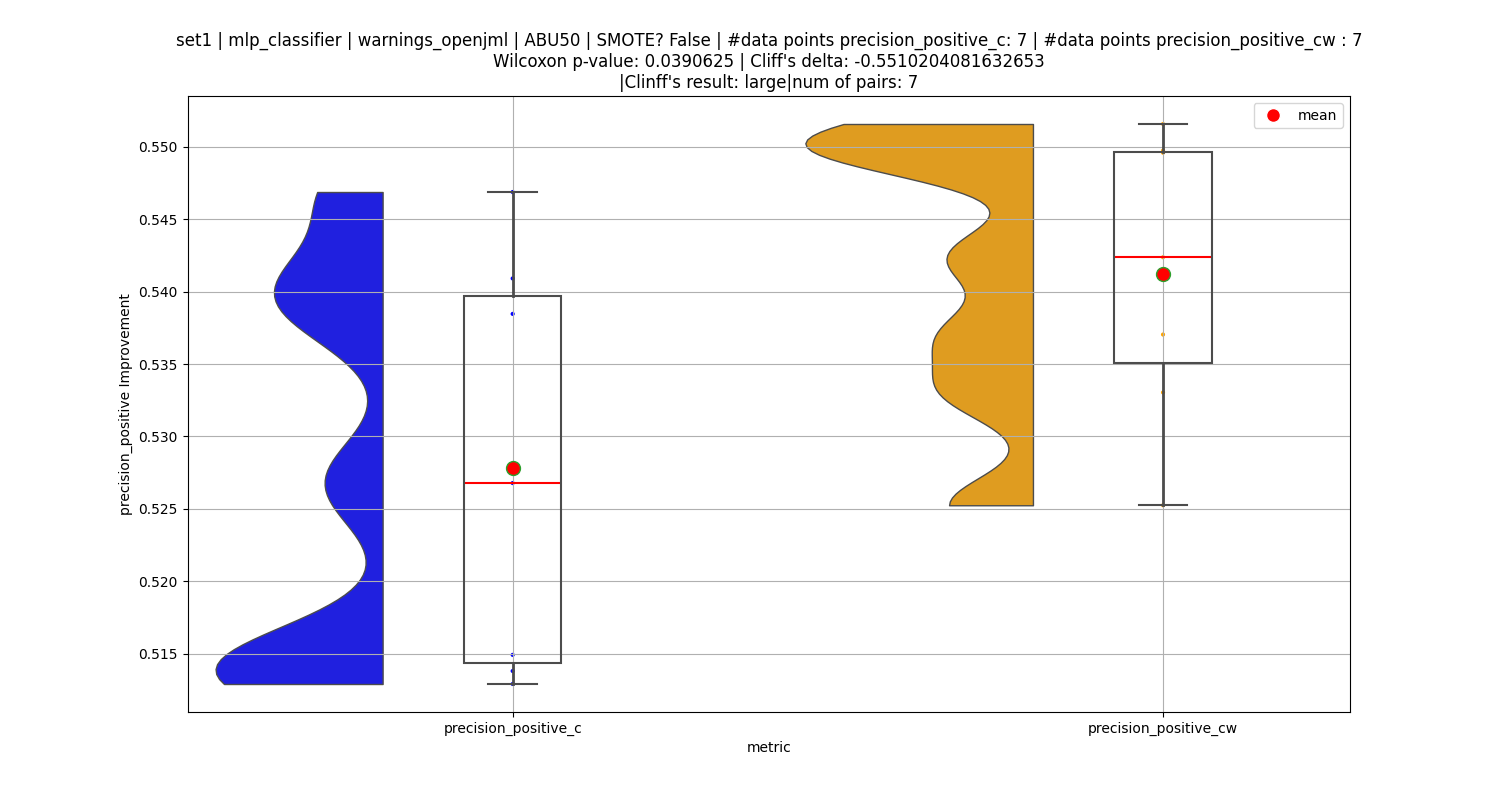 set1 | mlp_classifier | warnings_openjml | ABU50 | SMOTE? False | #data points precision_positive_c: 7 | #data points precision_positive_cw : 7
Wilcoxon p-value: 0.0390625 | Cliff's delta: -0.5510204081632653
|Clinff's result: large|num of pairs: 7
mean
0.550
0.545
0.540
0.535
0.530
0.525
0.520
0.515
precision_positive Improvement
precision_positive_c
precision_positive_cw
metric